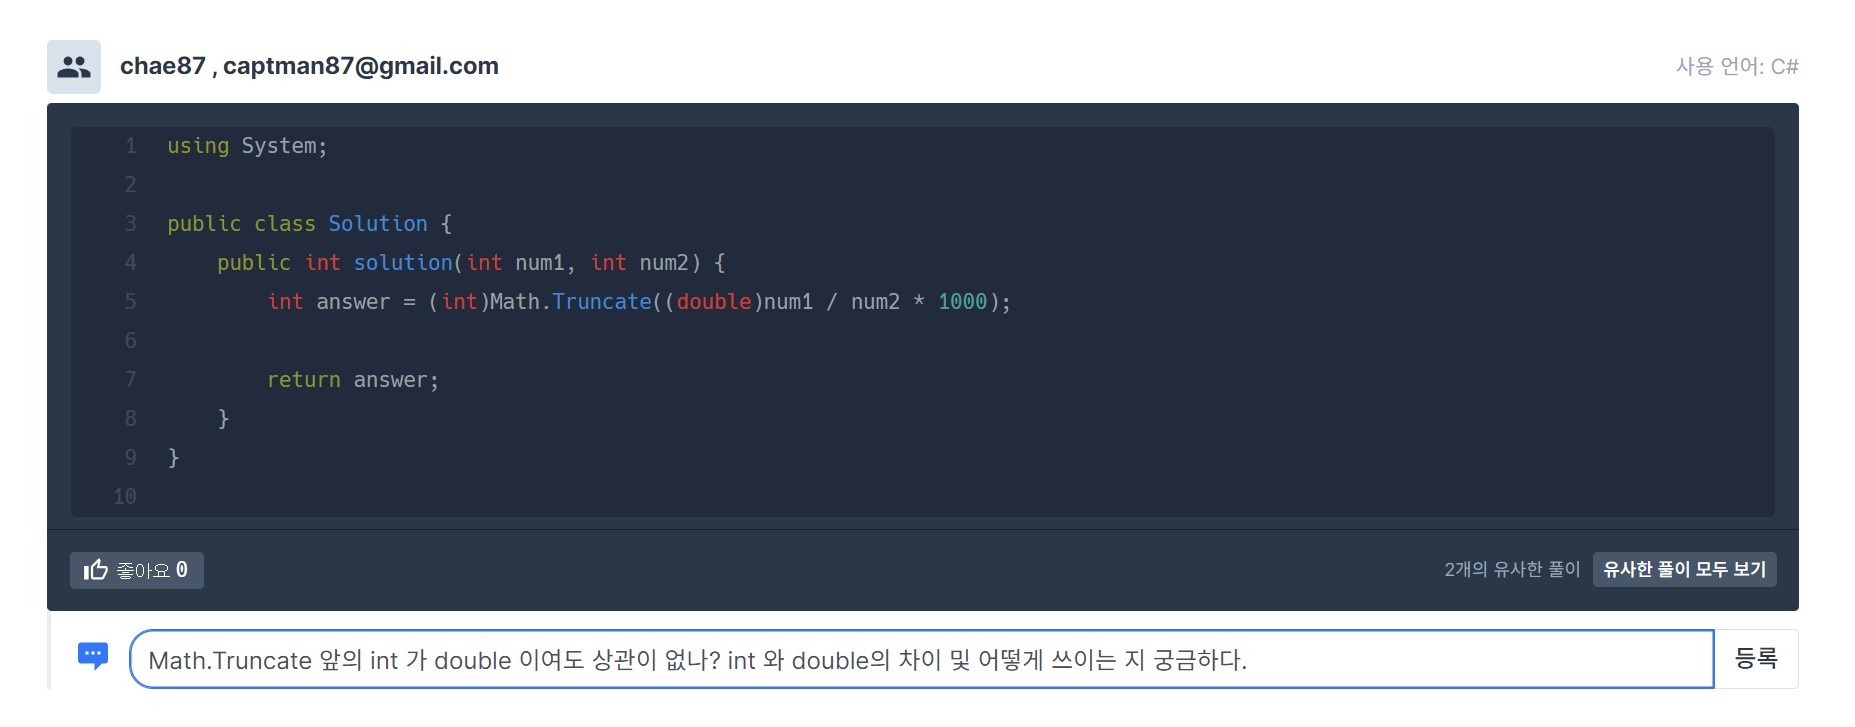 chae87 , captman87@gmail.com
사용 언어: C#
1 using System;
2
3 public class Solution {
4     public int solution(int num1, int num2) {
5         int answer = (int)Math.Truncate((double)num1 / num2 * 1000);
6
7         return answer;
8     }
9 }
10
좋아요 0
2개의 유사한 풀이 유사한 풀이 모두 보기
Math.Truncate 앞의 int 가 double 이여도 상관이 없나? int 와 double의 차이 및 어떻게 쓰이는 지 궁금하다. 등록